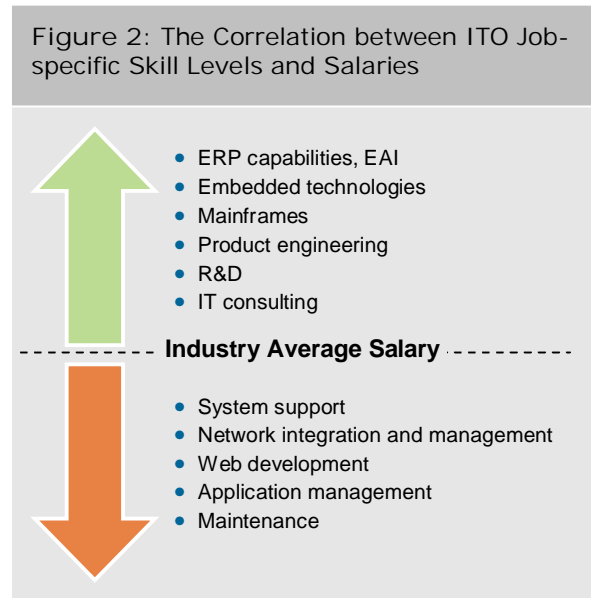 Figure 2: The Correlation between ITO Job-
specific Skill Levels and Salaries
• ERP capabilities, EAI
• Embedded technologies
• Mainframes
• Product engineering
• R&D
• IT consulting
Industry Average Salary
• System support
• Network integration and management
• Web development
• Application management
• Maintenance